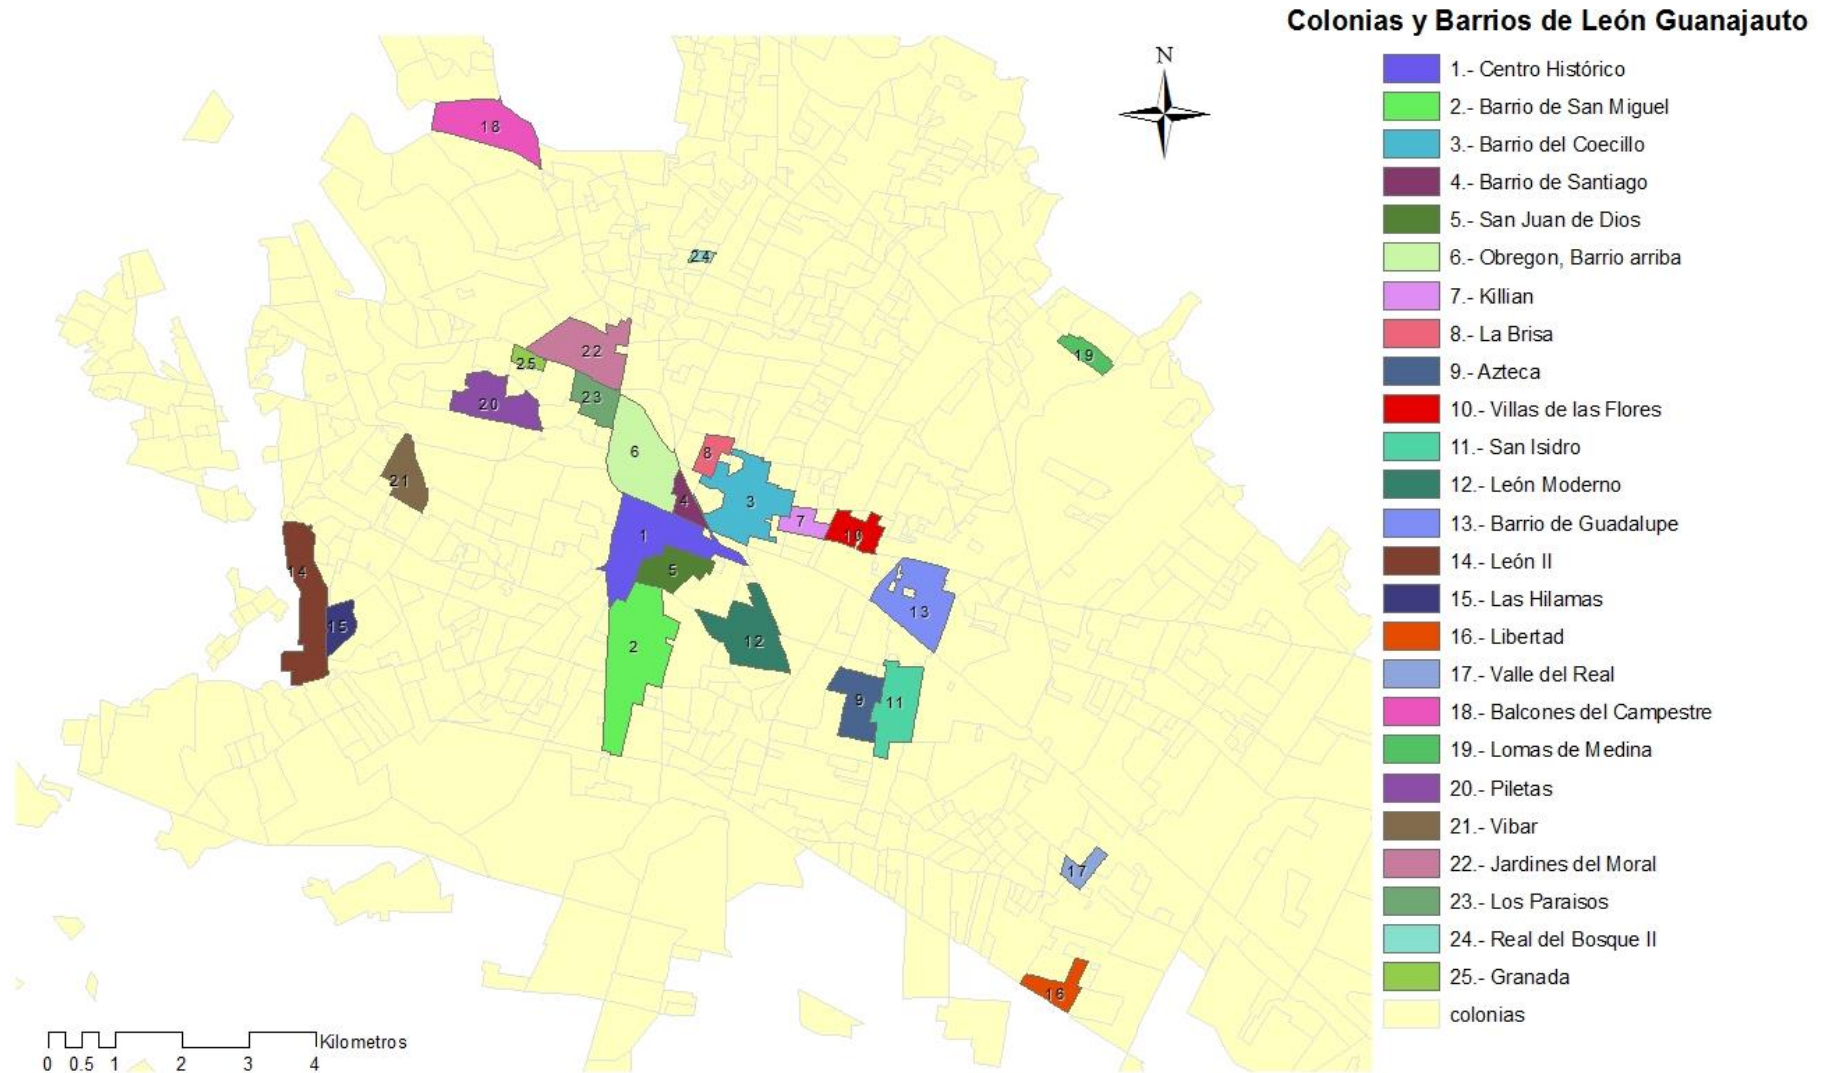 Colonias y Barrios de León Guanajauto
N
1.- Centro Histórico
2.- Barrio de San Miguel
3.- Barrio del Coecillo
4.- Barrio de Santiago
5.- San Juan de Dios
6.- Obregon, Barrio arriba
7.- Killian
8.- La Brisa
9.- Azteca
10.- Villas de las Flores
11.- San Isidro
12.- León Moderno
13.- Barrio de Guadalupe
14.- León II
15.- Las Hilamas
16.- Libertad
17.- Valle del Real
18.- Balcones del Campestre
19.- Lomas de Medina
20.- Piletas
21.- Vibar
22.- Jardines del Moral
23.- Los Paraisos
24.- Real del Bosque II
25.- Granada
colonias
18
24
19
22
25
23
20
6
8
21
4
3
7
10
1
14
5
13
15
12
2
9
11
17
16
Kilometros
0 0.5 1 2 3 4